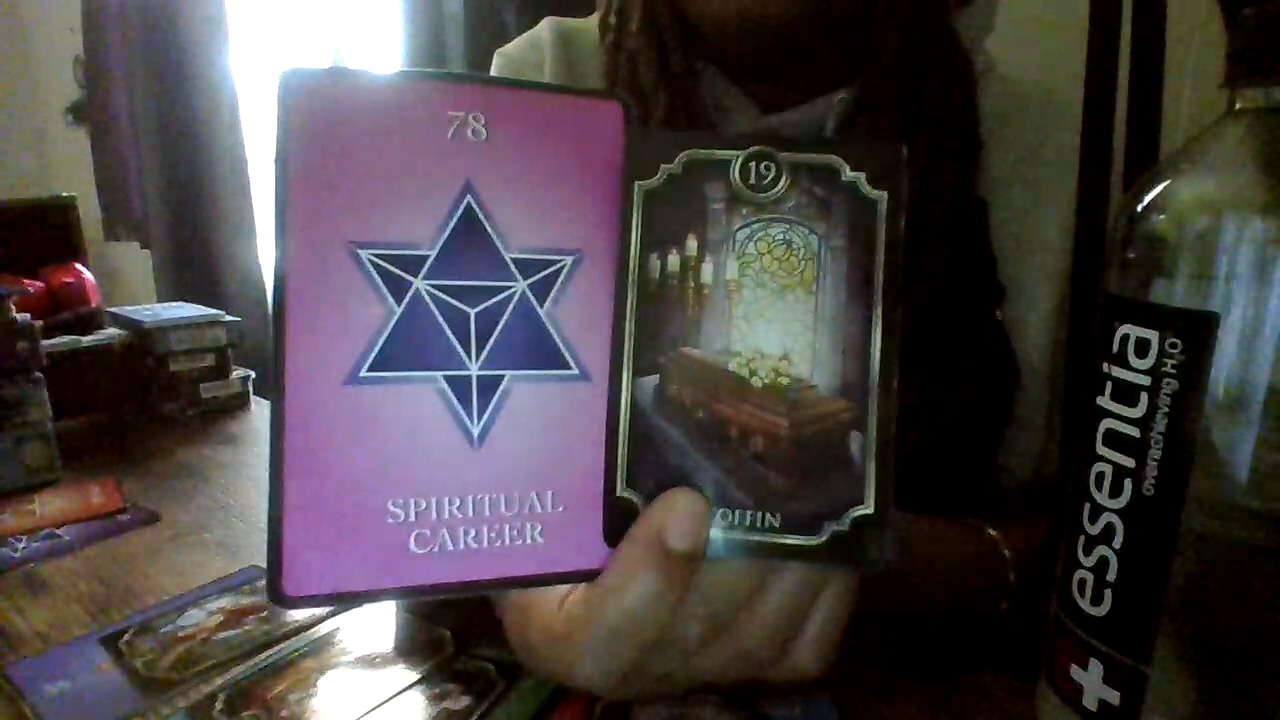 78
SPIRITUAL
CAREER
19
OFFIN
essentia
overachieving H₂O